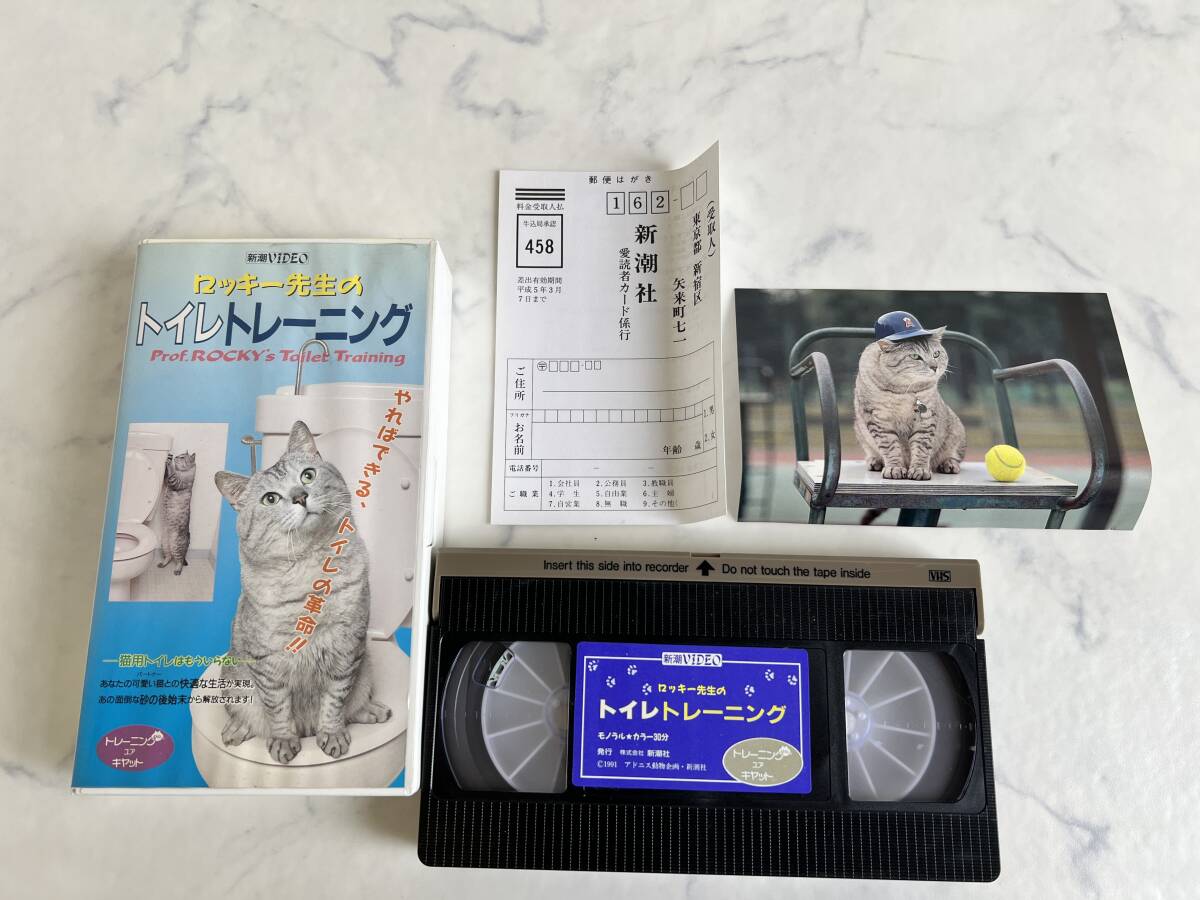 新潮VIDEO
ロッキー先生の
トイレトレーニング
Prof. ROCKY's Toilet Training
やればできる、トイレの革命!!
―猫用トイレはもういらない―
パートナー
あなたの可愛い猫との快適な生活が実現。
あの面倒な砂の後始末から解放されます!
トレーニング
ユア
キャット
郵便はがき
料金受取人払
牛込局承認
458
差出有効期間
平成5年3月
7日まで
162-
(受取人)
東京都 新宿区
矢来町七一
新潮社
愛読者カード係行
ご住所
〒
フリガナ
お名前
年齢 歳
1.男
2.女
電話番号 － －
ご職業
1.会社員 2.公務員 3.教職員
4.学生 5.自由業 6.主婦
7.自営業 8.無職 9.その他(
R
Insert this side into recorder Do not touch the tape inside
VHS
新潮VIDEO
ロッキー先生の
トイレトレーニング
モノラル★カラー30分
発行 株式会社 新潮社
©1991 アドニス動物企画・新潮社
トレーニング
ユア
キャット